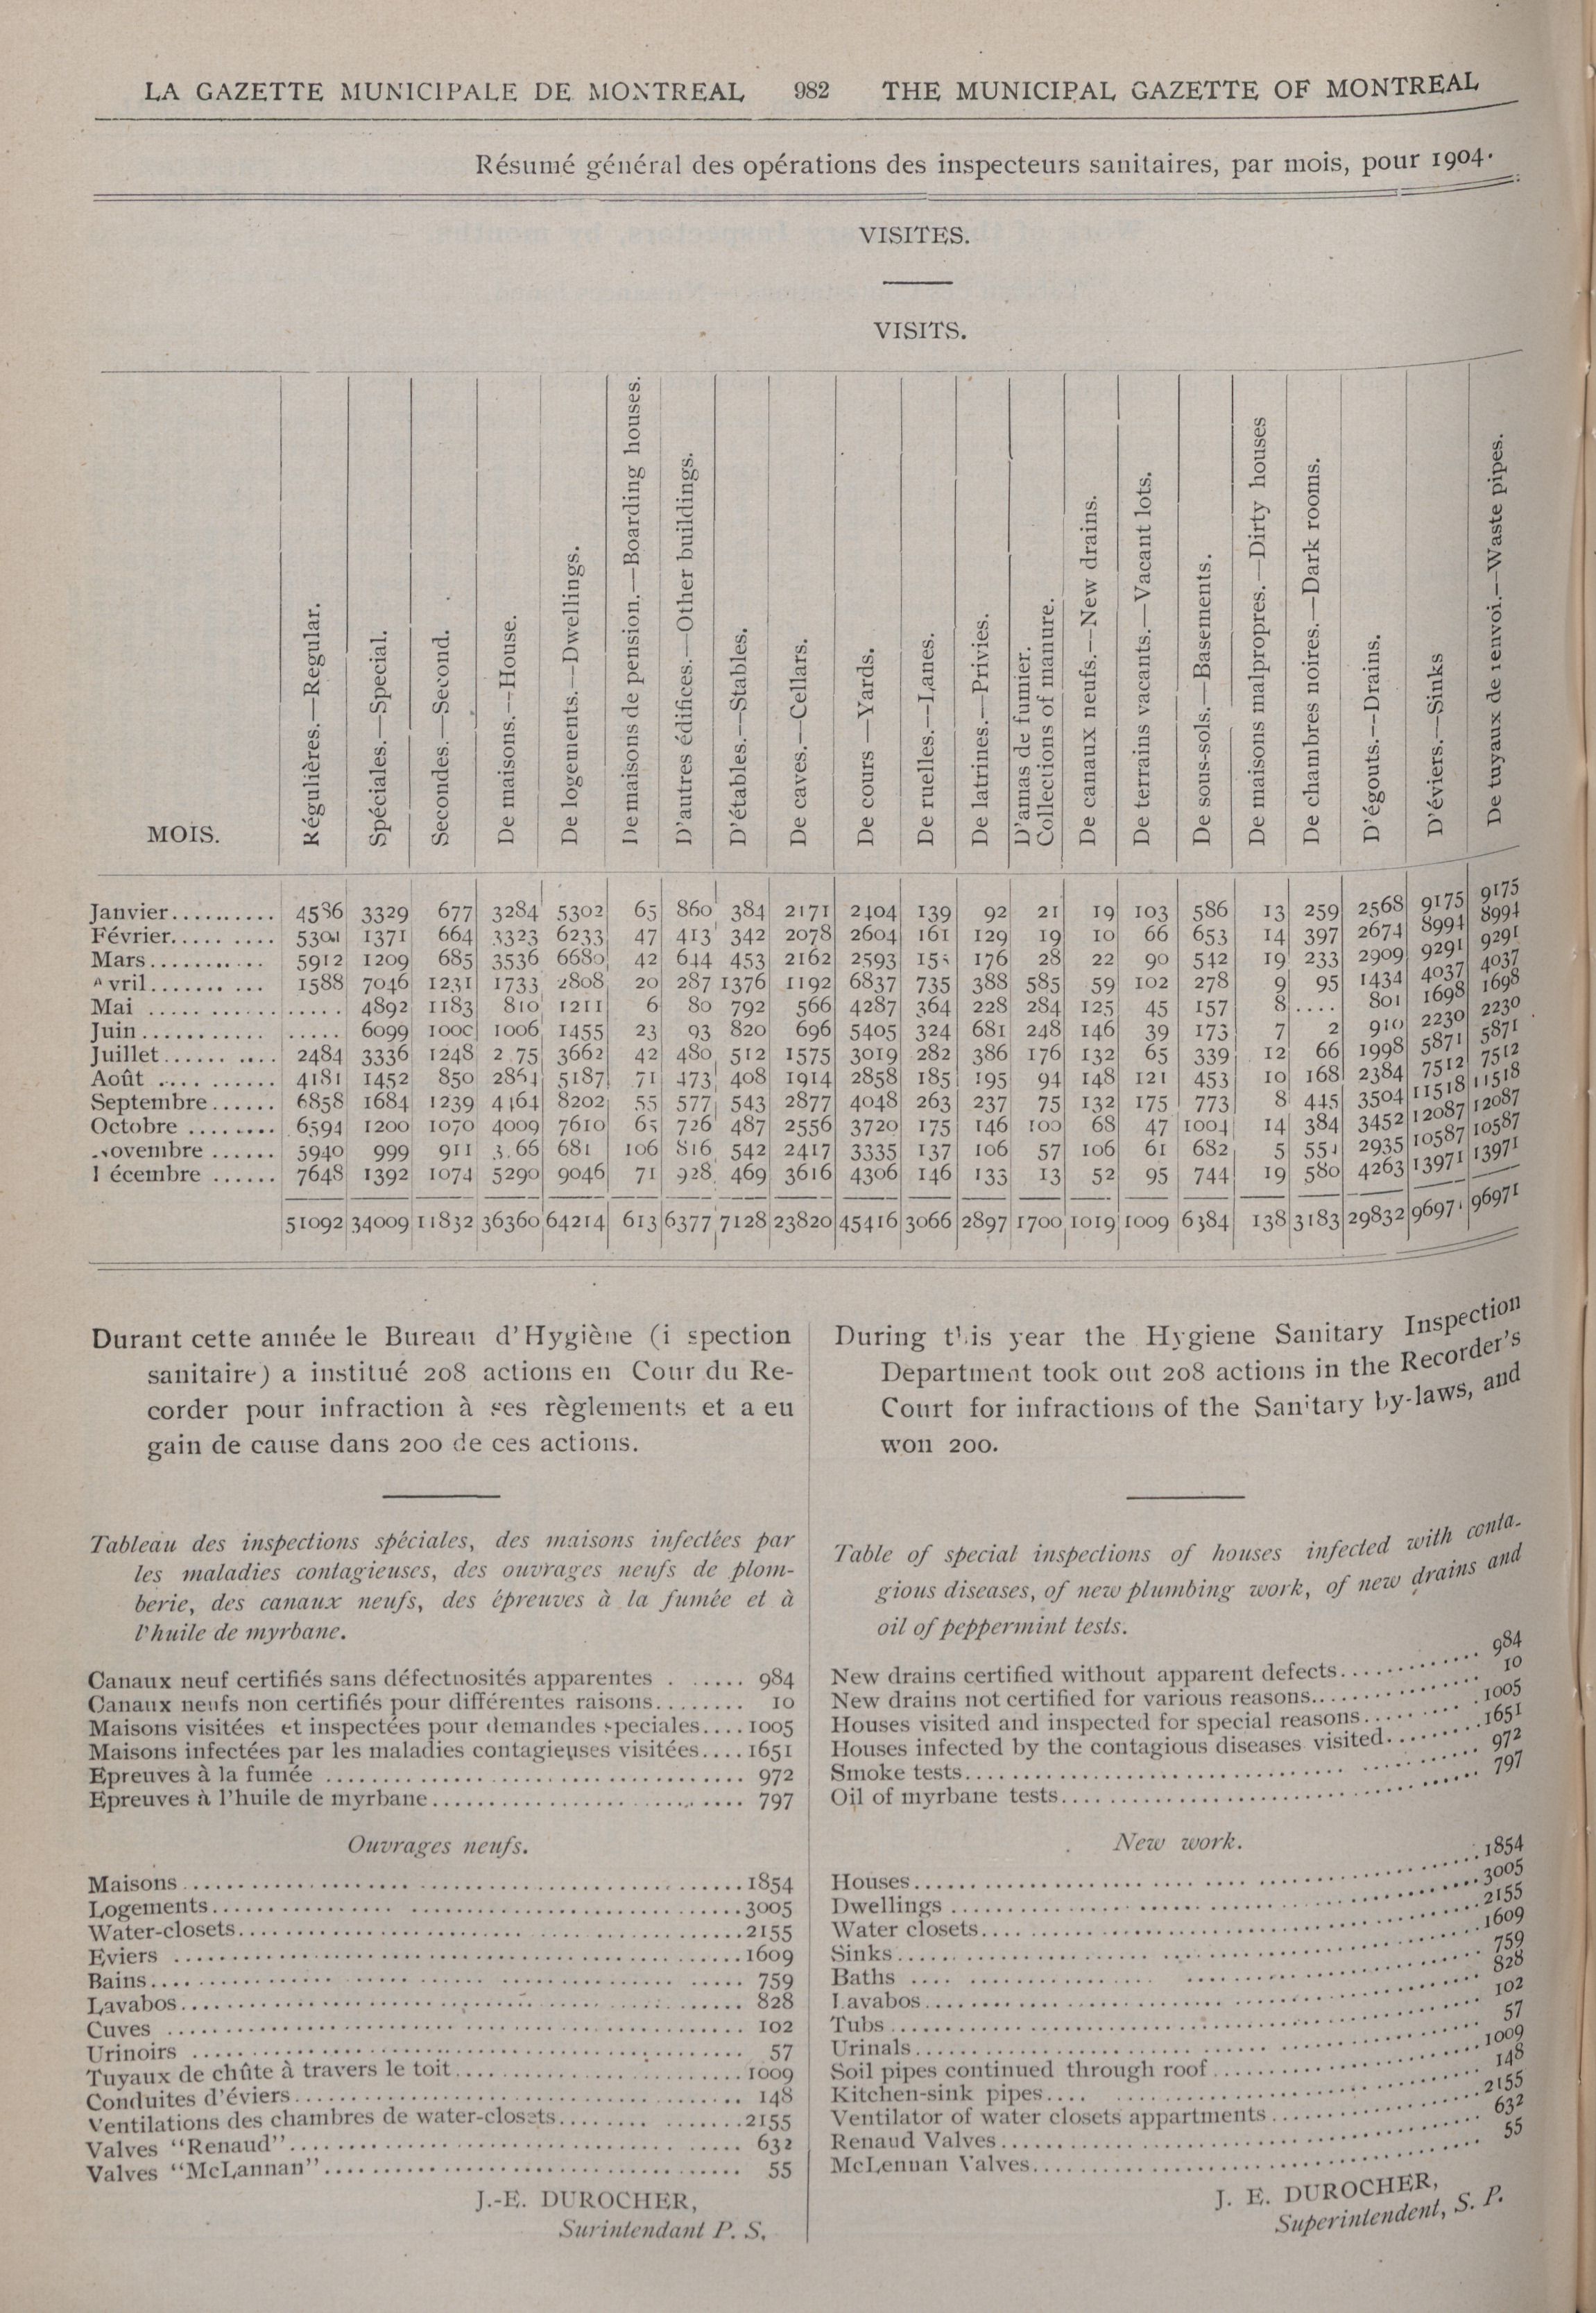 LA GAZETTE MUNICIPALE DE MONTREAL 982 THE MUNICIPAL GAZETTE OF MONTREAL
Résumé général des opérations des inspecteurs sanitaires, par mois, pour 1904.
VISITES.
VISITS.
MOIS.
Régulières.—Regular.
Spéciales.—Special.
Secondes.—Second.
De maisons.—House.
De logements.—Dwellings.
De maisons de pension.—Boarding houses.
D'autres édifices.—Other buildings.
D'étables.—Stables.
De caves.—Cellars.
De cours —Yards.
De ruelles.—Lanes.
De latrines.—Privies.
D'amas de fumier.
Collections of manure.
De canaux neufs.—New drains.
De terrains vacants.—Vacant lots.
De sous-sols.—Basements.
De maisons malpropres.—Dirty houses
De chambres noires.—Dark rooms.
D'égouts.—Drains.
D'éviers.—Sinks
De tuyaux de renvoi.—Waste pipes.
Janvier.......... 4536 3329 677 3284 5302 65 860 384 2171 2404 139 92 21 19 103 586 13 259 2568 9175 9175
Février.......... 5301 1371 664 3323 6233 47 413 342 2078 2604 161 129 19 10 66 653 14 397 2674 8994 8994
Mars........... 5912 1209 685 3536 6680 42 644 453 2162 2593 176 28 22 90 542 19 233 2909 9291 9291
vril.......... 1588 7046 1231 1733 2808 20 287 1376 1192 6837 735 388 585 59 102 278 9 95 1434 4037 4037
Mai ........... ..... 4892 1183 810 1211 6 80 792 566 4287 364 228 284 125 45 157 8 .... 801 1698 1698
Juin........... ..... 6099 1000 1006 1455 23 93 820 696 5405 324 681 248 146 39 173 7 2 910 2230 2230
Juillet.......... 2484 3336 1248 2 75 3662 42 480 512 1575 3019 282 386 176 132 65 339 12 66 1998 5871 5871
Août .......... 4181 1452 850 2864 5187 71 473 408 1914 2858 185 195 94 148 121 453 10 168 2384 7512 7512
Septembre...... 6858 1684 1239 4164 8202 55 577 543 2877 4048 263 237 75 132 175 773 8 445 3504 11518 11518
Octobre ........ 6594 1200 1070 4009 7610 65 726 487 2556 3720 175 146 100 68 47 1004 14 384 3452 12087 12087
ovembre ...... 5940 999 911 3.66 681 106 816 542 2417 3335 137 106 57 106 61 682 5 551 2935 10587 10587
écembre ...... 7648 1392 1074 5290 9046 71 928 469 3616 4306 146 133 13 52 95 744 19 580 4263 13971 13971
51092 34009 11832 36360 64214 613 6377 7128 23820 45416 3066 2897 1700 1019 1009 6384 138 3183 29832 96971 96971
Durant cette année le Bureau d'Hygiène (i spection
sanitaire) a institué 208 actions en Cour du Re-
corder pour infraction à ses règlements et a eu
gain de cause dans 200 de ces actions.
Tableau des inspections spéciales, des maisons infectées par
les maladies contagieuses, des ouvrages neufs de plom-
berie, des canaux neufs, des épreuves à la fumée et à
l'huile de myrbane.
Canaux neuf certifiés sans défectuosités apparentes . ..... 984
Canaux neufs non certifiés pour différentes raisons........ 10
Maisons visitées et inspectées pour demandes speciales.... 1005
Maisons infectées par les maladies contagieuses visitées.... 1651
Epreuves à la fumée .................................... 972
Epreuves à l'huile de myrbane........................... 797
Ouvrages neufs.
Maisons................................................1854
Logements..............................................3005
Water-closets...........................................2155
Eviers .................................................1609
Bains................................................... 759
Lavabos................................................ 828
Cuves .................................................. 102
Urinoirs ................................................ 57
Tuyaux de chûte à travers le toit.........................1009
Conduites d'éviers....................................... 148
Ventilations des chambres de water-closets................2155
Valves "Renaud"....................................... 632
Valves "McLannan".................................... 55
J.-E. DUROCHER,
Surintendant P. S.
During this year the Hygiene Sanitary Inspection
Department took out 208 actions in the Recorder's
Court for infractions of the Sanitary by-laws, and
won 200.
Table of special inspections of houses infected with conta-
gious diseases, of new plumbing work, of new drains and
oil of peppermint tests.
New drains certified without apparent defects............. 984
New drains not certified for various reasons............... 10
Houses visited and inspected for special reasons...........1005
Houses infected by the contagious diseases visited.........1651
Smoke tests............................................ 972
Oil of myrbane tests.................................... 797
New work.
Houses.................................................1854
Dwellings ..............................................3005
Water closets...........................................2155
Sinks..................................................1609
Baths .................................................. 759
Lavabos................................................ 828
Tubs................................................... 102
Urinals................................................. 57
Soil pipes continued through roof........................1009
Kitchen-sink pipes...................................... 148
Ventilator of water closets appartments...................2155
Renaud Valves.......................................... 632
McLennan Valves....................................... 55
J. E. DUROCHER,
Superintendent, S. P.